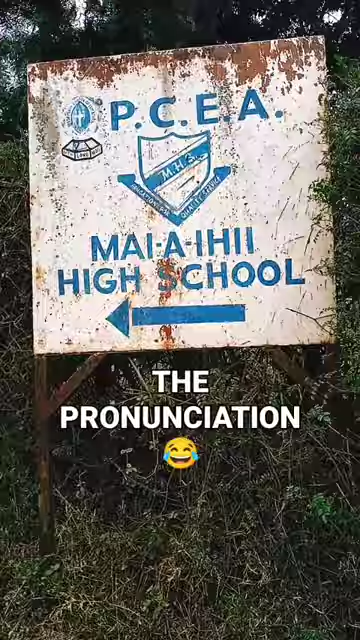 P.C.E.A.
M.H.S.
MAI-A-IHII
HIGH SCHOOL
THE
PRONUNCIATION
😂